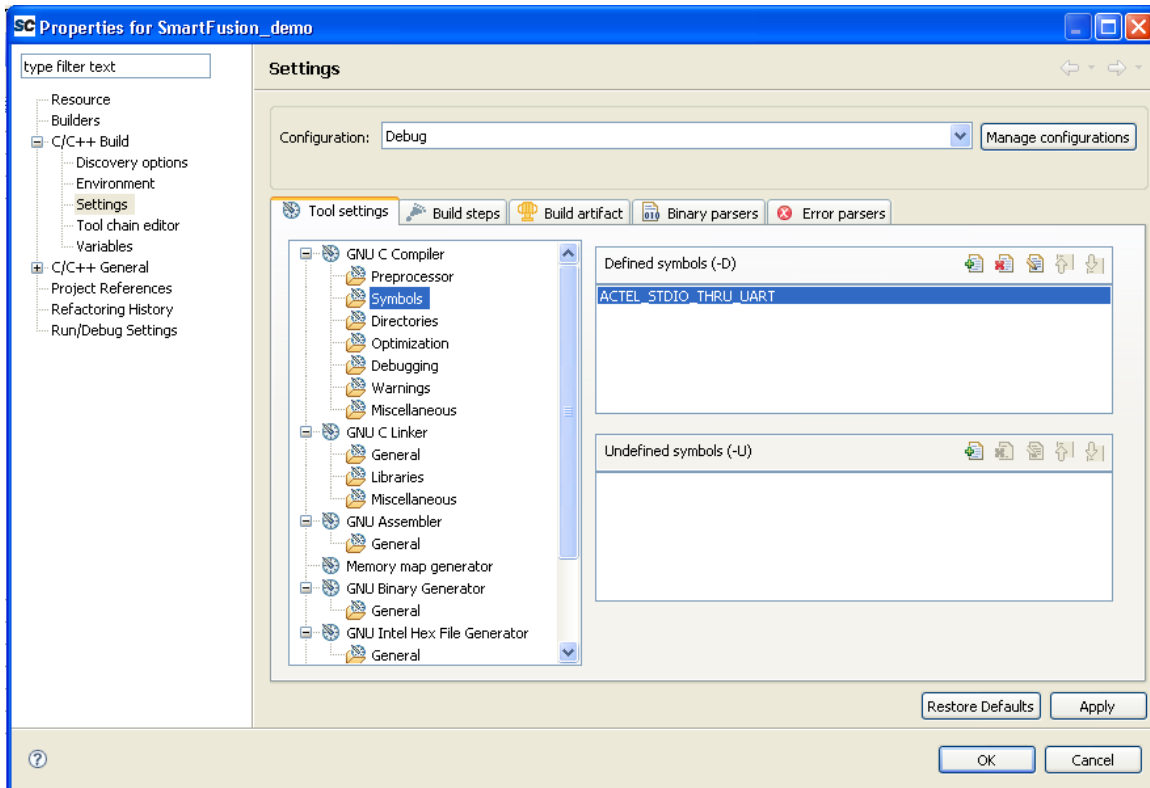 SC Properties for SmartFusion_demo
type filter text
Resource
Builders
C/C++ Build
Discovery options
Environment
Settings
Tool chain editor
Variables
C/C++ General
Project References
Refactoring History
Run/Debug Settings
Settings
Configuration: Debug
Manage configurations
Tool settings Build steps Build artifact 010 Binary parsers Error parsers
GNU C Compiler
Preprocessor
Symbols
Directories
Optimization
Debugging
Warnings
Miscellaneous
GNU C Linker
General
Libraries
Miscellaneous
GNU Assembler
General
Memory map generator
GNU Binary Generator
General
GNU Intel Hex File Generator
General
Defined symbols (-D)
ACTEL_STDIO_THRU_UART
Undefined symbols (-U)
Restore Defaults Apply
? OK Cancel